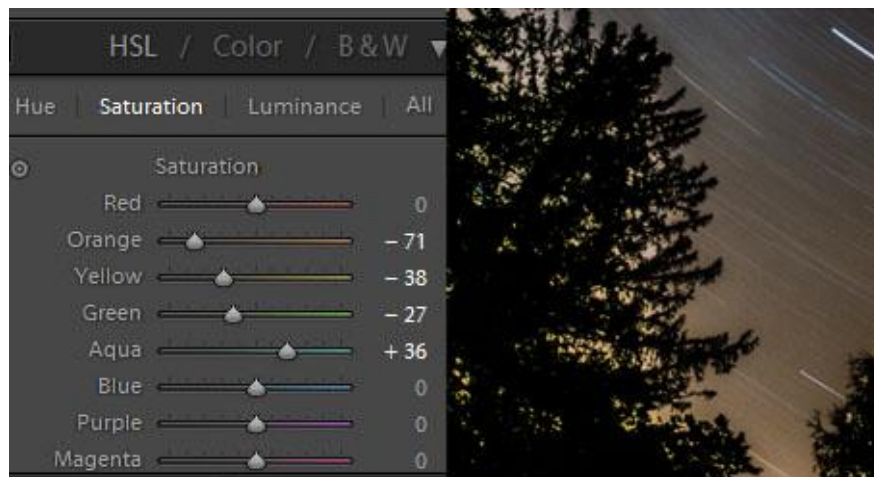 HSL / Color / B & W
Hue | Saturation | Luminance | All
Saturation
Red 0
Orange – 71
Yellow – 38
Green – 27
Aqua + 36
Blue 0
Purple 0
Magenta 0